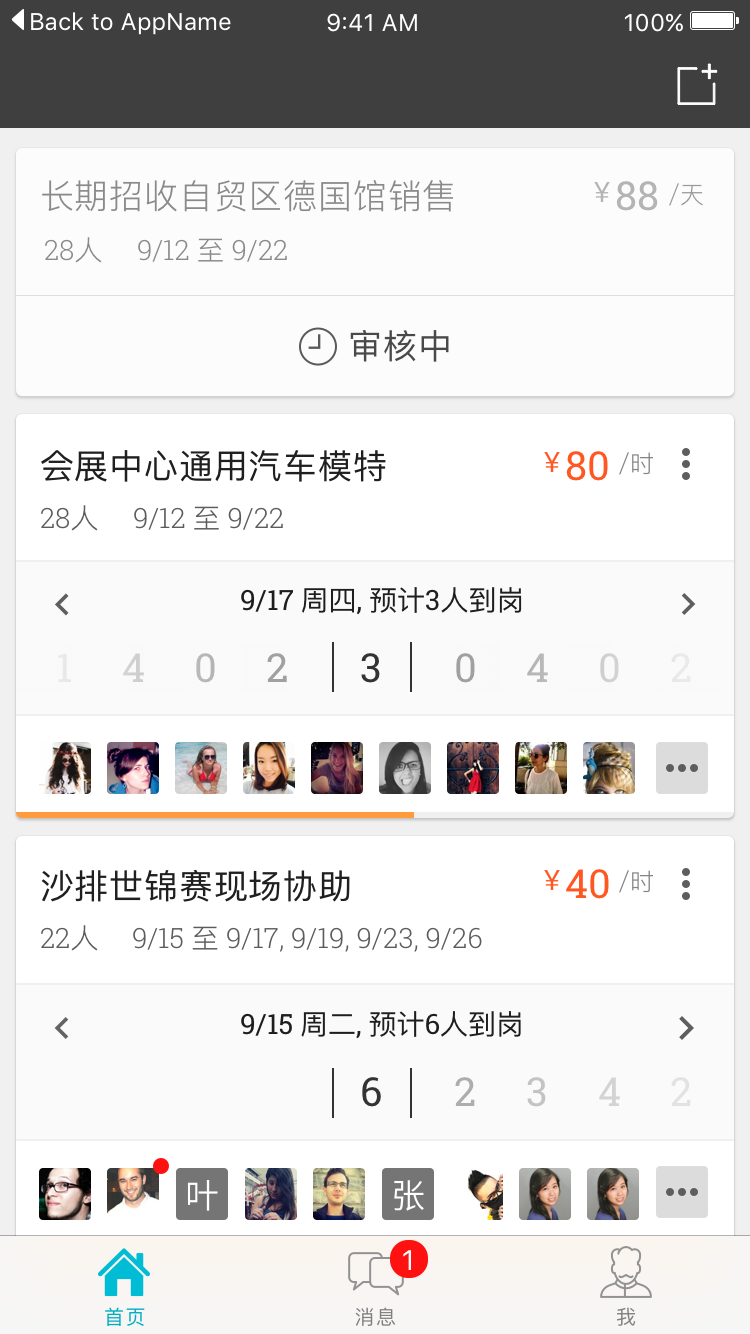 Back to AppName 9:41 AM 100%
长期招收自贸区德国馆销售 ¥88 /天
28人 9/12 至 9/22
审核中
会展中心通用汽车模特 ¥80 /时
28人 9/12 至 9/22
9/17 周四, 预计3人到岗
1 4 0 2 3 0 4 0 2
沙排世锦赛现场协助 ¥40 /时
22人 9/15 至 9/17, 9/19, 9/23, 9/26
9/15 周二, 预计6人到岗
6 2 3 4 2
叶 张
1
首页 消息 我